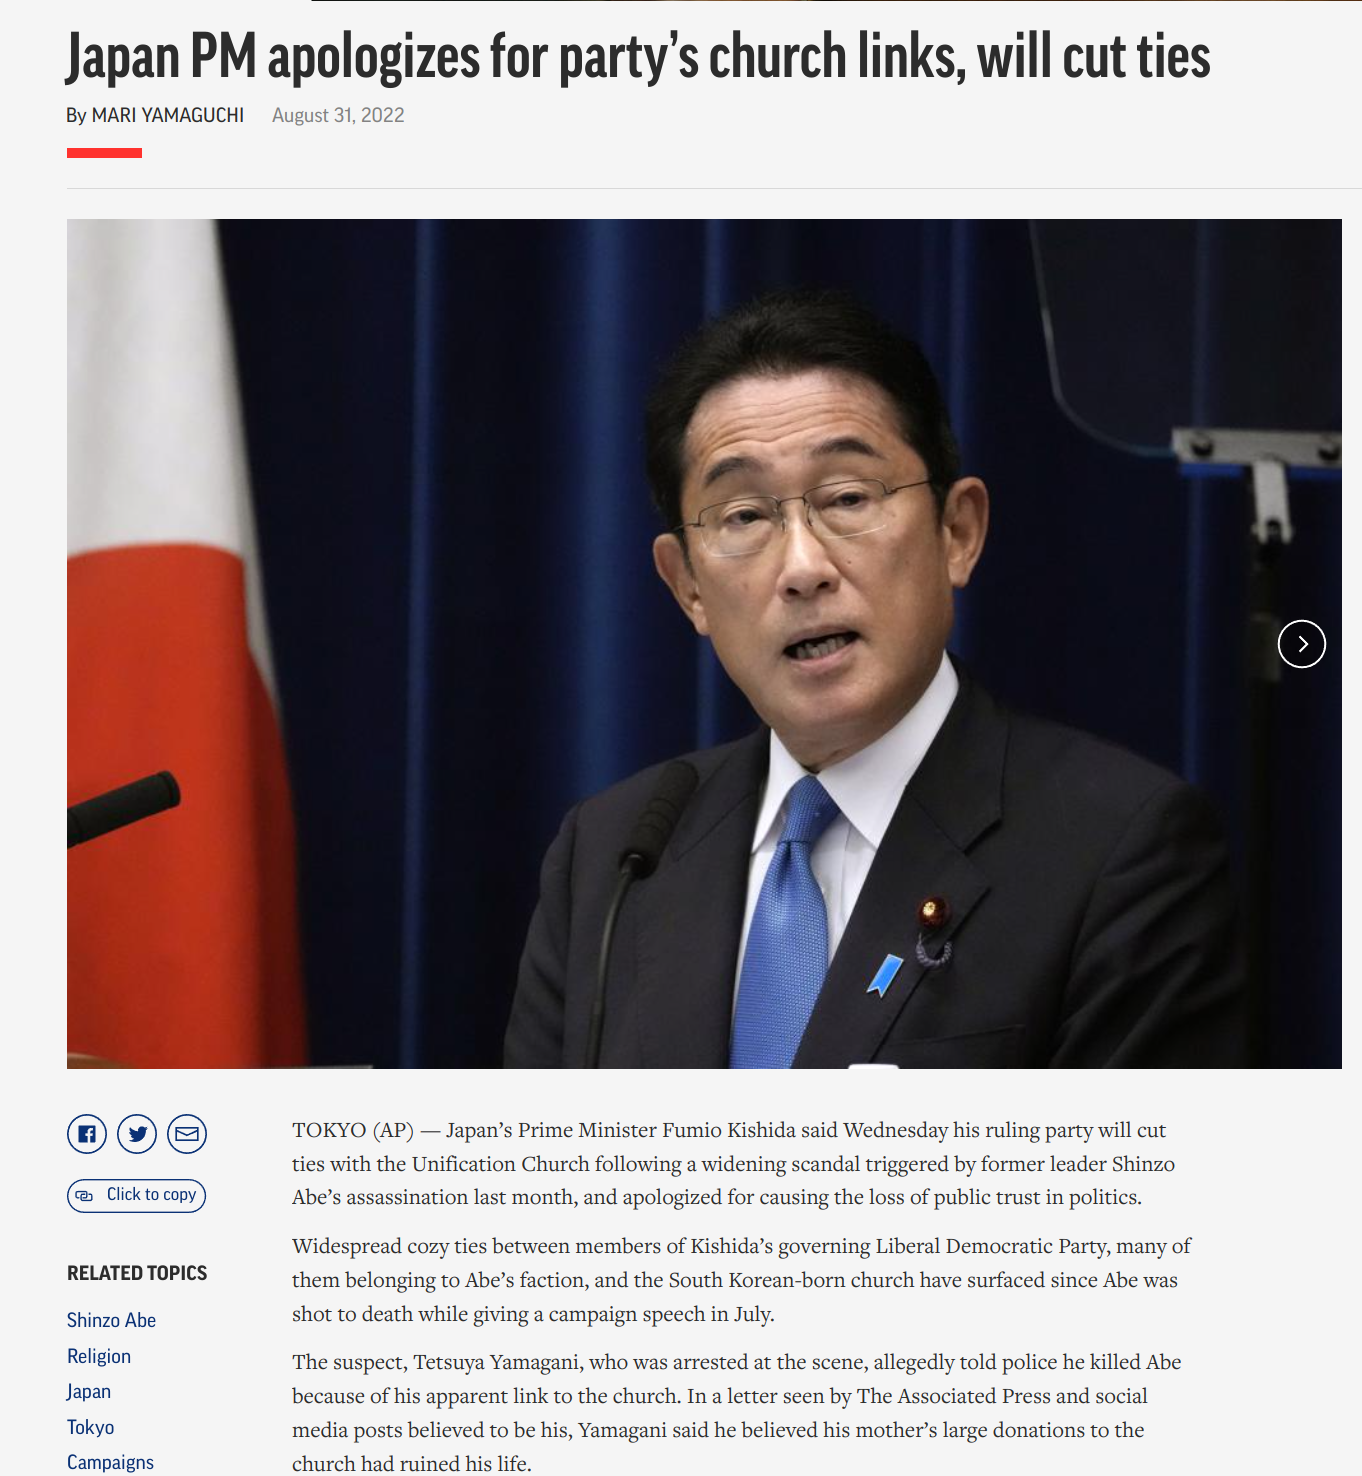 Japan PM apologizes for party’s church links, will cut ties
By MARI YAMAGUCHI August 31, 2022
Click to copy
RELATED TOPICS
Shinzo Abe
Religion
Japan
Tokyo
Campaigns
TOKYO (AP) — Japan’s Prime Minister Fumio Kishida said Wednesday his ruling party will cut
ties with the Unification Church following a widening scandal triggered by former leader Shinzo
Abe’s assassination last month, and apologized for causing the loss of public trust in politics.
Widespread cozy ties between members of Kishida’s governing Liberal Democratic Party, many of
them belonging to Abe’s faction, and the South Korean-born church have surfaced since Abe was
shot to death while giving a campaign speech in July.
The suspect, Tetsuya Yamagani, who was arrested at the scene, allegedly told police he killed Abe
because of his apparent link to the church. In a letter seen by The Associated Press and social
media posts believed to be his, Yamagani said he believed his mother’s large donations to the
church had ruined his life.